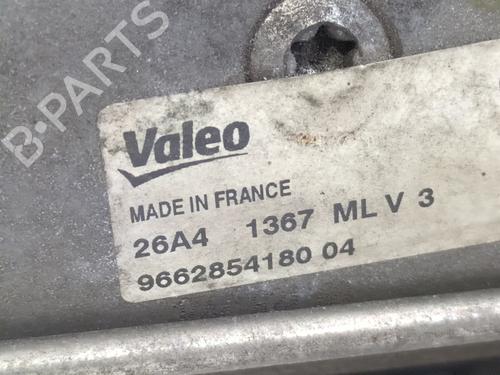 B-PARTS
Valeo
MADE IN FRANCE
26A4 1367 ML V 3
9662854180 04